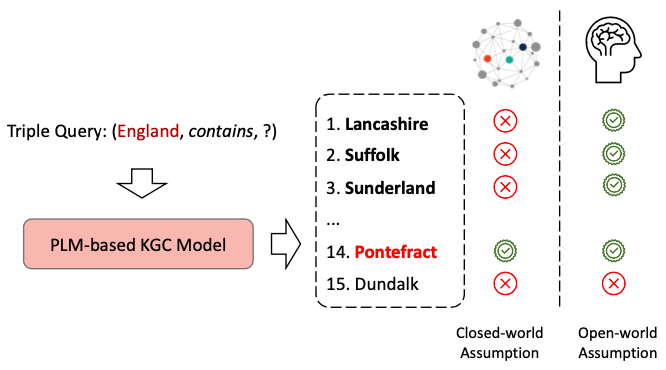 Triple Query: (England, contains, ?)
PLM-based KGC Model
1. Lancashire
2. Suffolk
3. Sunderland
...
14. Pontefract
15. Dundalk
Closed-world
Assumption
Open-world
Assumption